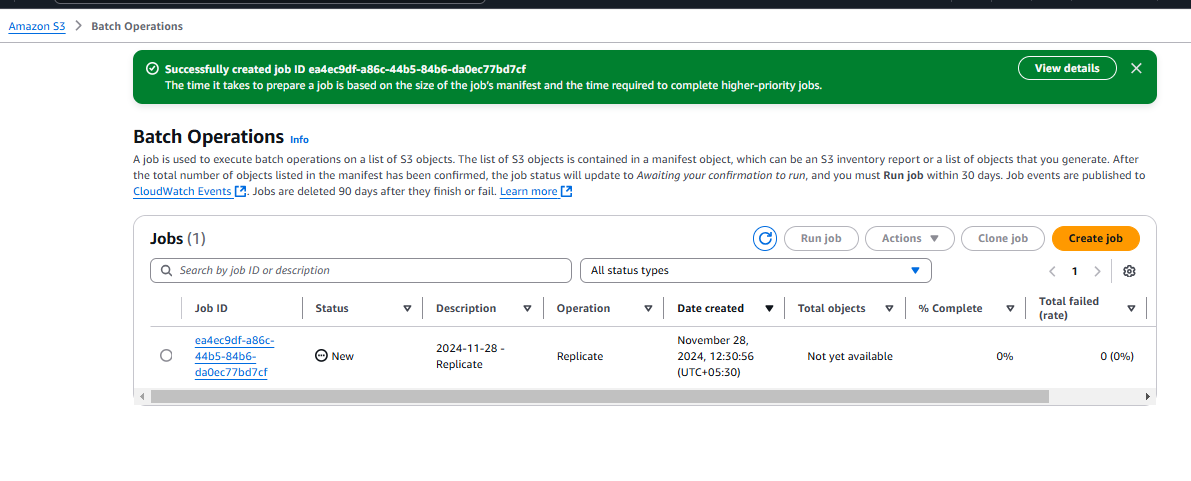 Amazon S3 > Batch Operations
Successfully created job ID ea4ec9df-a86c-44b5-84b6-da0ec77bd7cf
The time it takes to prepare a job is based on the size of the job's manifest and the time required to complete higher-priority jobs.
View details
Batch Operations Info
A job is used to execute batch operations on a list of S3 objects. The list of S3 objects is contained in a manifest object, which can be an S3 inventory report or a list of objects that you generate. After
the total number of objects listed in the manifest has been confirmed, the job status will update to Awaiting your confirmation to run, and you must Run job within 30 days. Job events are published to
CloudWatch Events. Jobs are deleted 90 days after they finish or fail. Learn more
Jobs (1)
Run job
Actions
Clone job
Create job
Search by job ID or description
All status types
1
Job ID
Status
Description
Operation
Date created
Total objects
% Complete
Total failed
(rate)
ea4ec9df-a86c-
44b5-84b6-
da0ec77bd7cf
New
2024-11-28 -
Replicate
Replicate
November 28,
2024, 12:30:56
(UTC+05:30)
Not yet available
0%
0 (0%)